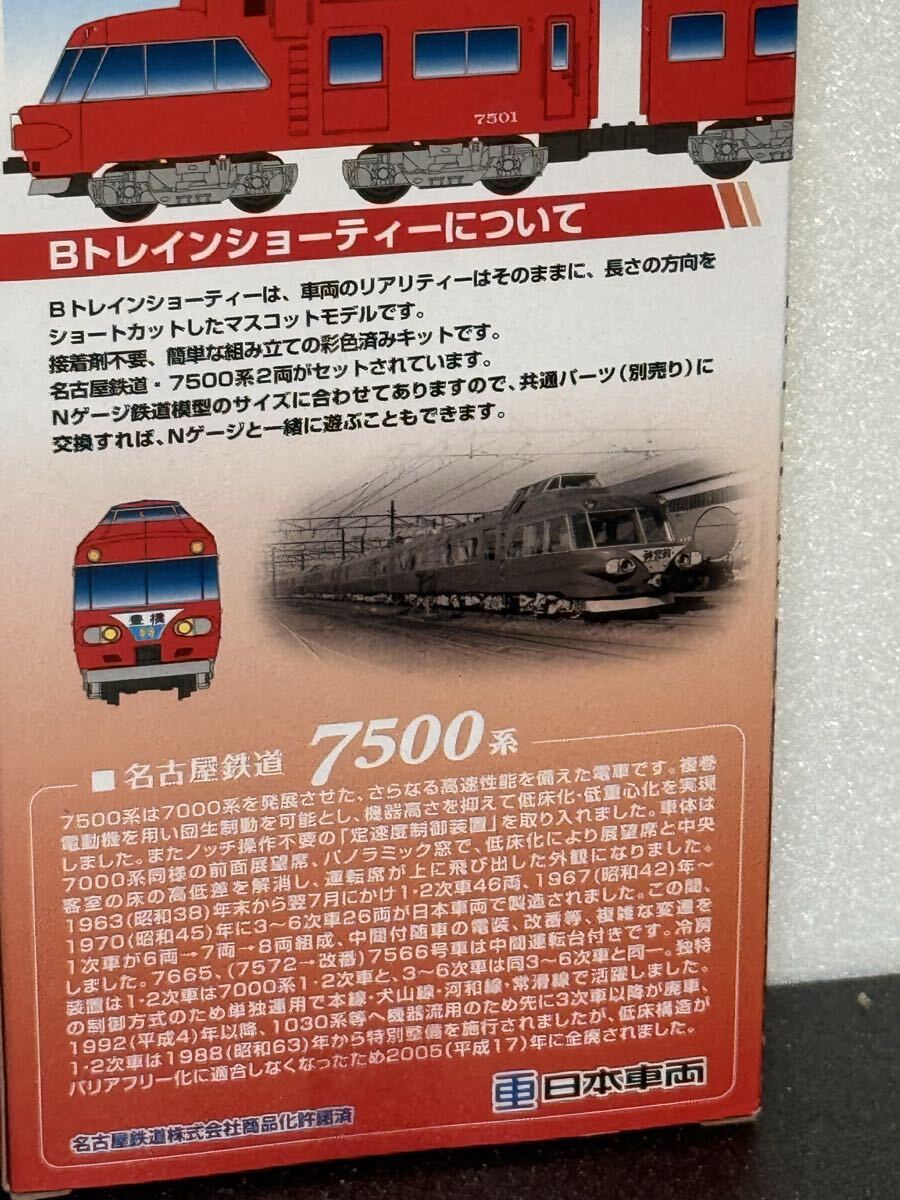 7501
Bトレインショーティーについて
Bトレインショーティーは、車両のリアリティーはそのままに、長さの方向を
ショートカットしたマスコットモデルです。
接着剤不要、簡単な組み立ての彩色済みキットです。
名古屋鉄道・7500系2両がセットされています。
Nゲージ鉄道模型のサイズに合わせてありますので、共通パーツ(別売り)に
交換すれば、Nゲージと一緒に遊ぶこともできます。
豊橋
■名古屋鉄道 7500系
7500系は7000系を発展させた、さらなる高速性能を備えた電車です。複巻
電動機を用い回生制動を可能とし、機器高さを抑えて低床化・低重心化を実現
しました。またノッチ操作不要の「定速度制御装置」を取り入れました。車体は
7000系同様の前面展望席、パノラミック窓で、低床化により展望席と中央
客室の床の高低差を解消し、運転席が上に飛び出した外観になりました。
1963(昭和38)年末から翌7月にかけ1・2次車46両、1967(昭和42)年〜
1970(昭和45)年に3〜6次車26両が日本車両で製造されました。この間、
1次車が6両→7両→8両組成、中間付随車の電装、改番等、複雑な変遷を
しました。7665、(7572→改番)7566号車は中間運転台付きです。冷房
装置は1・2次車は7000系1・2次車と、3〜6次車は同3〜6次車と同一。独特
の制御方式のため単独運用で本線・犬山線・河和線・常滑線で活躍しました。
1992(平成4)年以降、1030系等へ機器流用のため先に3次車以降が廃車、
1・2次車は1988(昭和63)年から特別整備を施行されましたが、低床構造が
バリアフリー化に適合しなくなったため2005(平成17)年に全廃されました。
日本車両
名古屋鉄道株式会社商品化許諾済